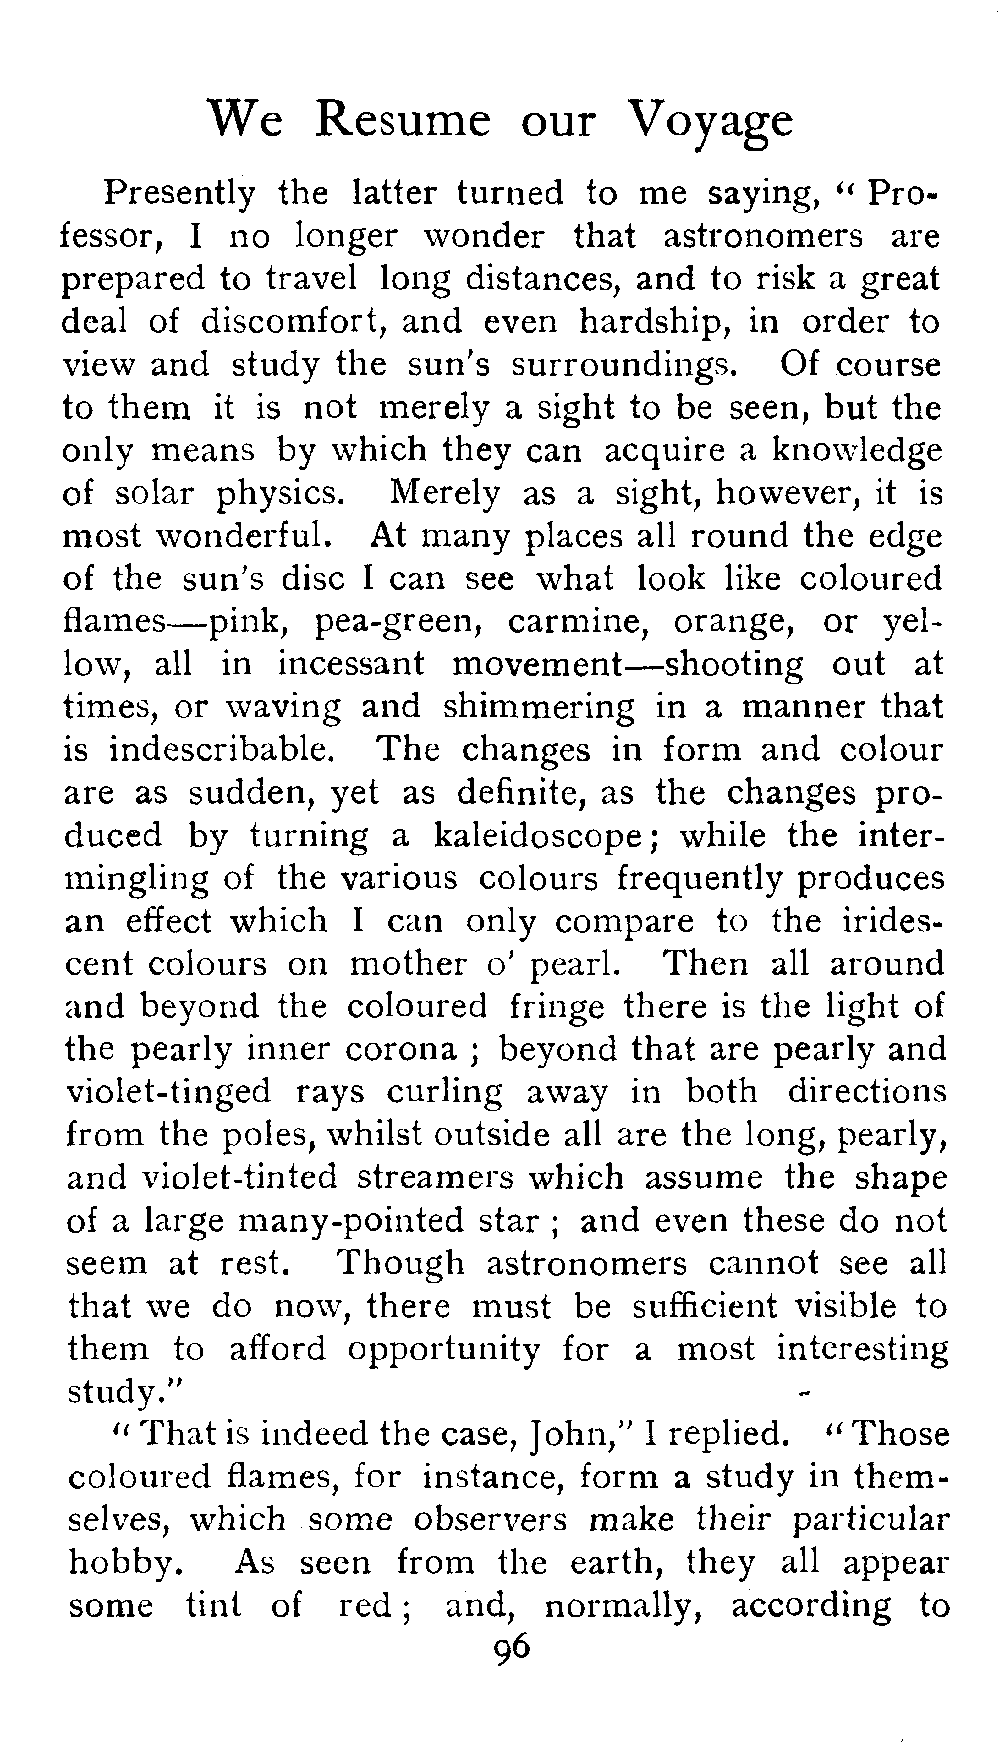 We Resume our Voyage
Presently the latter turned to me saying, “ Pro-
fessor, I no longer wonder that astronomers are
prepared to travel long distances, and to risk a great
deal of discomfort, and even hardship, in order to
view and study the sun's surroundings. Of course
to them it is not merely a sight to be seen, but the
only means by which they can acquire a knowledge
of solar physics. Merely as a sight, however, it is
most wonderful. At many places all round the edge
of the sun's disc I can see what look like coloured
flames—pink, pea-green, carmine, orange, or yel-
low, all in incessant movement—shooting out at
times, or waving and shimmering in a manner that
is indescribable. The changes in form and colour
are as sudden, yet as definite, as the changes pro-
duced by turning a kaleidoscope; while the inter-
mingling of the various colours frequently produces
an effect which I can only compare to the irides-
cent colours on mother o' pearl. Then all around
and beyond the coloured fringe there is the light of
the pearly inner corona ; beyond that are pearly and
violet-tinged rays curling away in both directions
from the poles, whilst outside all are the long, pearly,
and violet-tinted streamers which assume the shape
of a large many-pointed star ; and even these do not
seem at rest. Though astronomers cannot see all
that we do now, there must be sufficient visible to
them to afford opportunity for a most interesting
study.”
“ That is indeed the case, John,” I replied. “ Those
coloured flames, for instance, form a study in them-
selves, which some observers make their particular
hobby. As seen from the earth, they all appear
some tint of red ; and, normally, according to
96